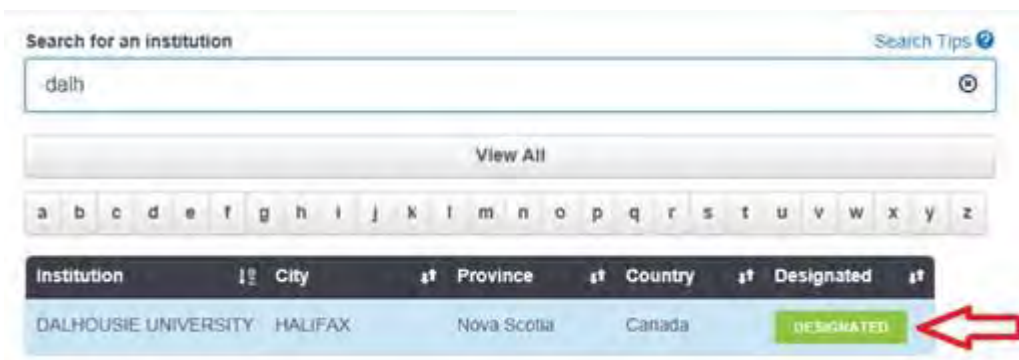 Search for an institution Search Tips
dalh
View All
a b c d e f g h i j k l m n o p q r s t u v w x y z
Institution City Province Country Designated
DALHOUSIE UNIVERSITY HALIFAX Nova Scotia Canada DESIGNATED